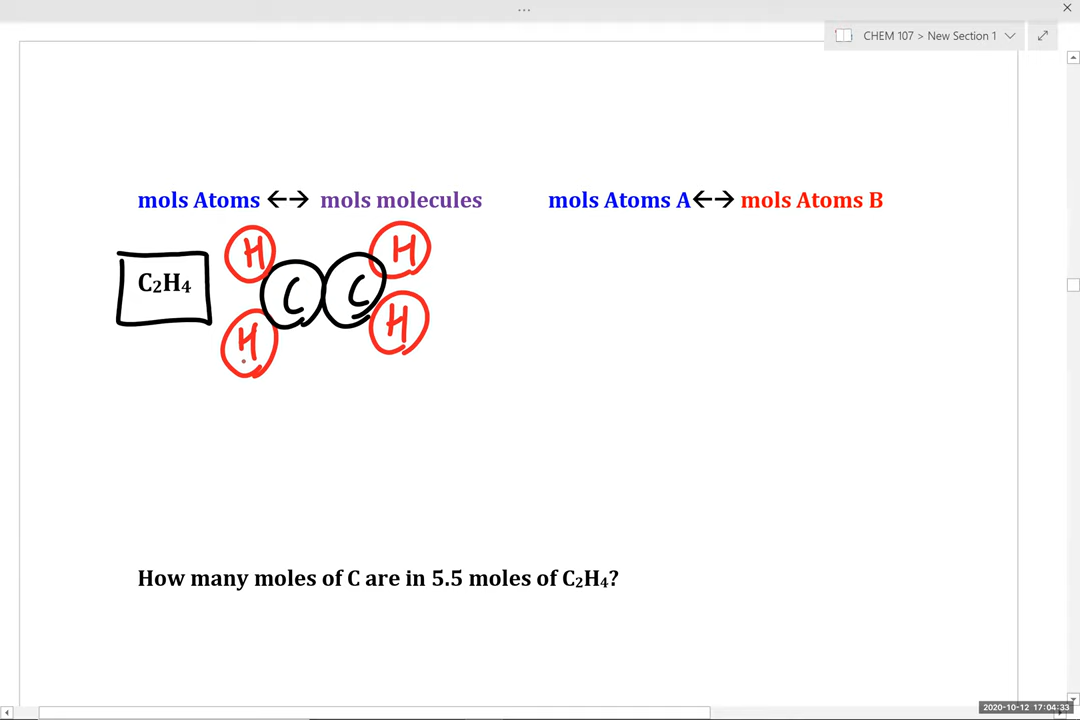 CHEM 107 > New Section 1
mols Atoms ←→ mols molecules
mols Atoms A←→ mols Atoms B
C₂H₄
H H
C C
H H
How many moles of C are in 5.5 moles of C₂H₄?
2020-10-12 17:04:33